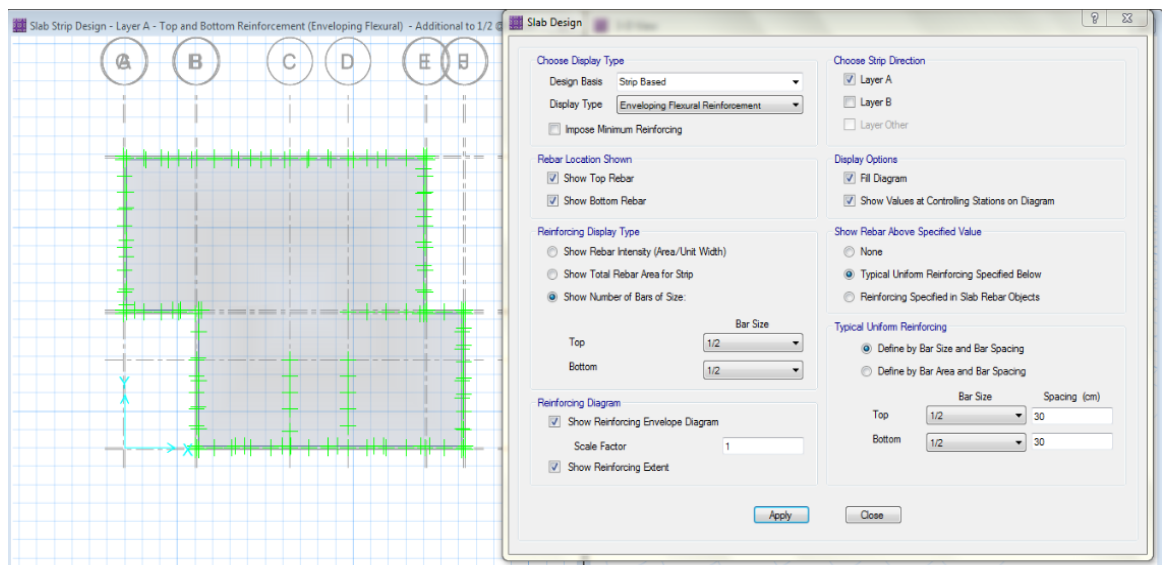 Slab Strip Design - Layer A - Top and Bottom Reinforcement (Enveloping Flexural) - Additional to 1/2 @
A B C D E F
Y
X
Slab Design
Choose Display Type
Design Basis Strip Based
Display Type Enveloping Flexural Reinforcement
Impose Minimum Reinforcing
Rebar Location Shown
Show Top Rebar
Show Bottom Rebar
Reinforcing Display Type
Show Rebar Intensity (Area/Unit Width)
Show Total Rebar Area for Strip
Show Number of Bars of Size:
Bar Size
Top 1/2
Bottom 1/2
Reinforcing Diagram
Show Reinforcing Envelope Diagram
Scale Factor 1
Show Reinforcing Extent
Choose Strip Direction
Layer A
Layer B
Layer Other
Display Options
Fill Diagram
Show Values at Controlling Stations on Diagram
Show Rebar Above Specified Value
None
Typical Uniform Reinforcing Specified Below
Reinforcing Specified in Slab Rebar Objects
Typical Uniform Reinforcing
Define by Bar Size and Bar Spacing
Define by Bar Area and Bar Spacing
Bar Size Spacing (cm)
Top 1/2 30
Bottom 1/2 30
Apply Close